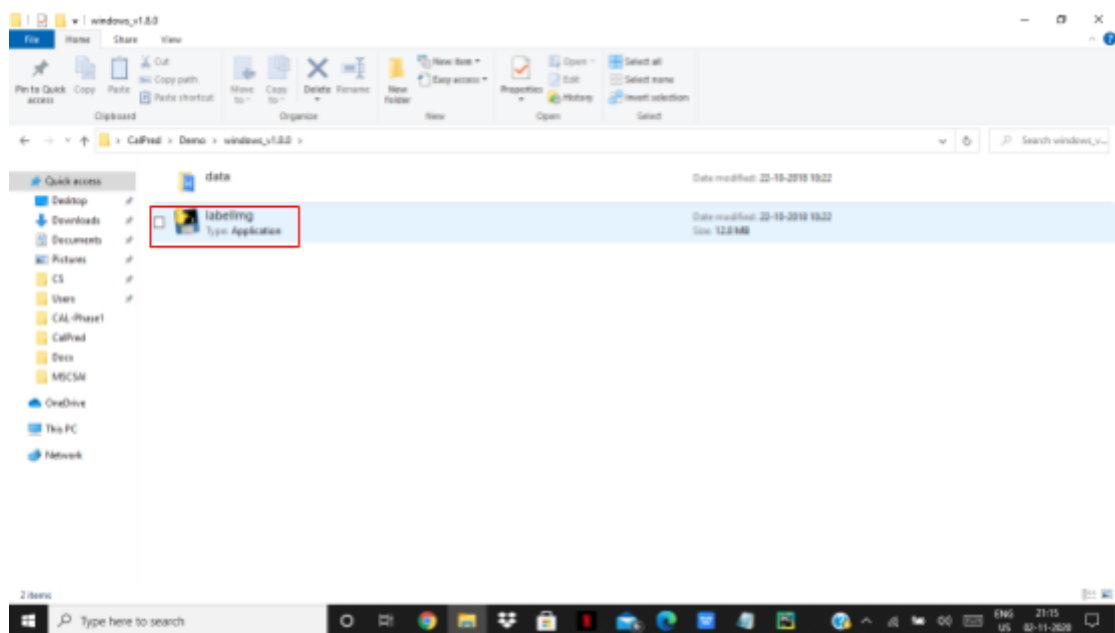 windows_v1.8.0
File Home Share View
Pin to Quick access
Copy
Paste
Cut
Copy path
Paste shortcut
Clipboard
Move to
Copy to
Delete
Rename
Organize
New folder
New item
Easy access
New
Properties
Open
Edit
History
Open
Select all
Select none
Invert selection
Select
> CalPred > Demo > windows_v1.8.0 >
Search windows_v...
Quick access
Desktop
Downloads
Documents
Pictures
CS
Users
CAL-Phase1
CalPred
Docs
MSCSAI
OneDrive
This PC
Network
data
Date modified: 22-10-2018 10:22
labelImg
Type: Application
Date modified: 22-10-2018 10:22
Size: 12.0 MB
2 items
Type here to search
ENG
US
21:15
02-11-2020